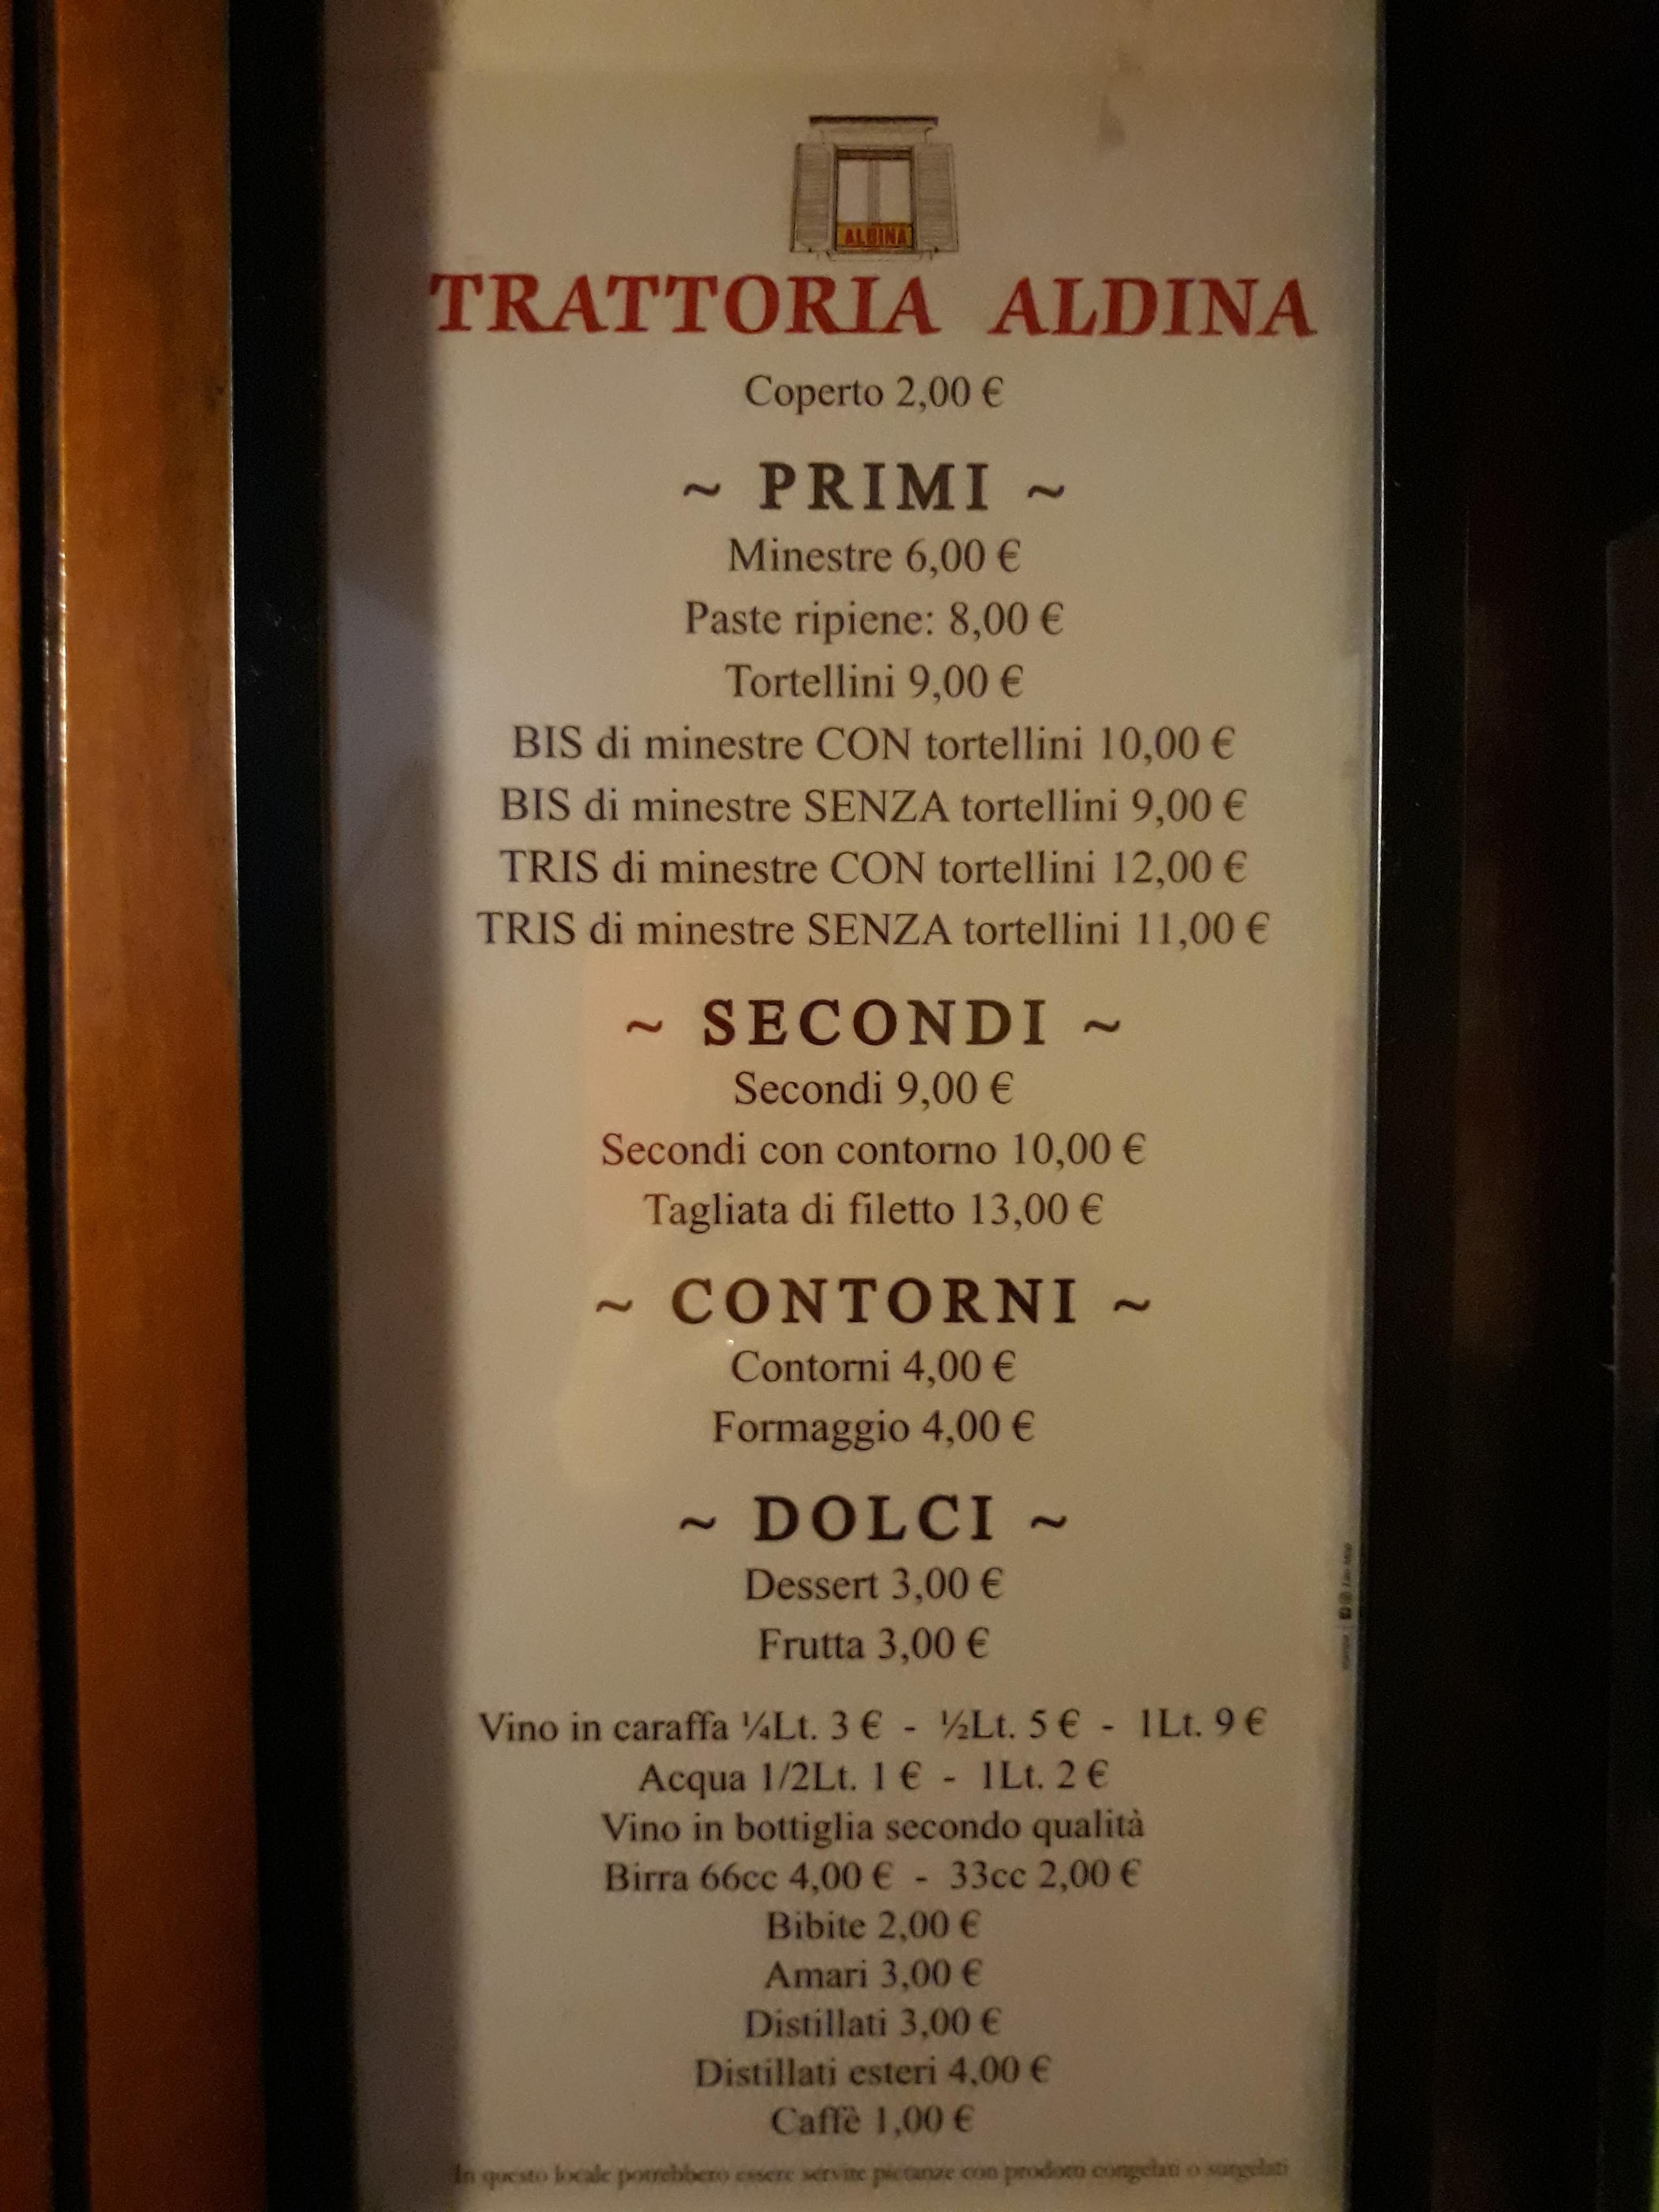 ALDINA
TRATTORIA ALDINA
Coperto 2,00 €
~ PRIMI ~
Minestre 6,00 €
Paste ripiene: 8,00 €
Tortellini 9,00 €
BIS di minestre CON tortellini 10,00 €
BIS di minestre SENZA tortellini 9,00 €
TRIS di minestre CON tortellini 12,00 €
TRIS di minestre SENZA tortellini 11,00 €
~ SECONDI ~
Secondi 9,00 €
Secondi con contorno 10,00 €
Tagliata di filetto 13,00 €
~ CONTORNI ~
Contorni 4,00 €
Formaggio 4,00 €
~ DOLCI ~
Dessert 3,00 €
Frutta 3,00 €
Vino in caraffa ¼Lt. 3 € - ½Lt. 5 € - 1Lt. 9 €
Acqua 1/2Lt. 1 € - 1Lt. 2 €
Vino in bottiglia secondo qualità
Birra 66cc 4,00 € - 33cc 2,00 €
Bibite 2,00 €
Amari 3,00 €
Distillati 3,00 €
Distillati esteri 4,00 €
Caffè 1,00 €
In questo locale potrebbero essere servite pietanze con prodotti congelati o surgelati